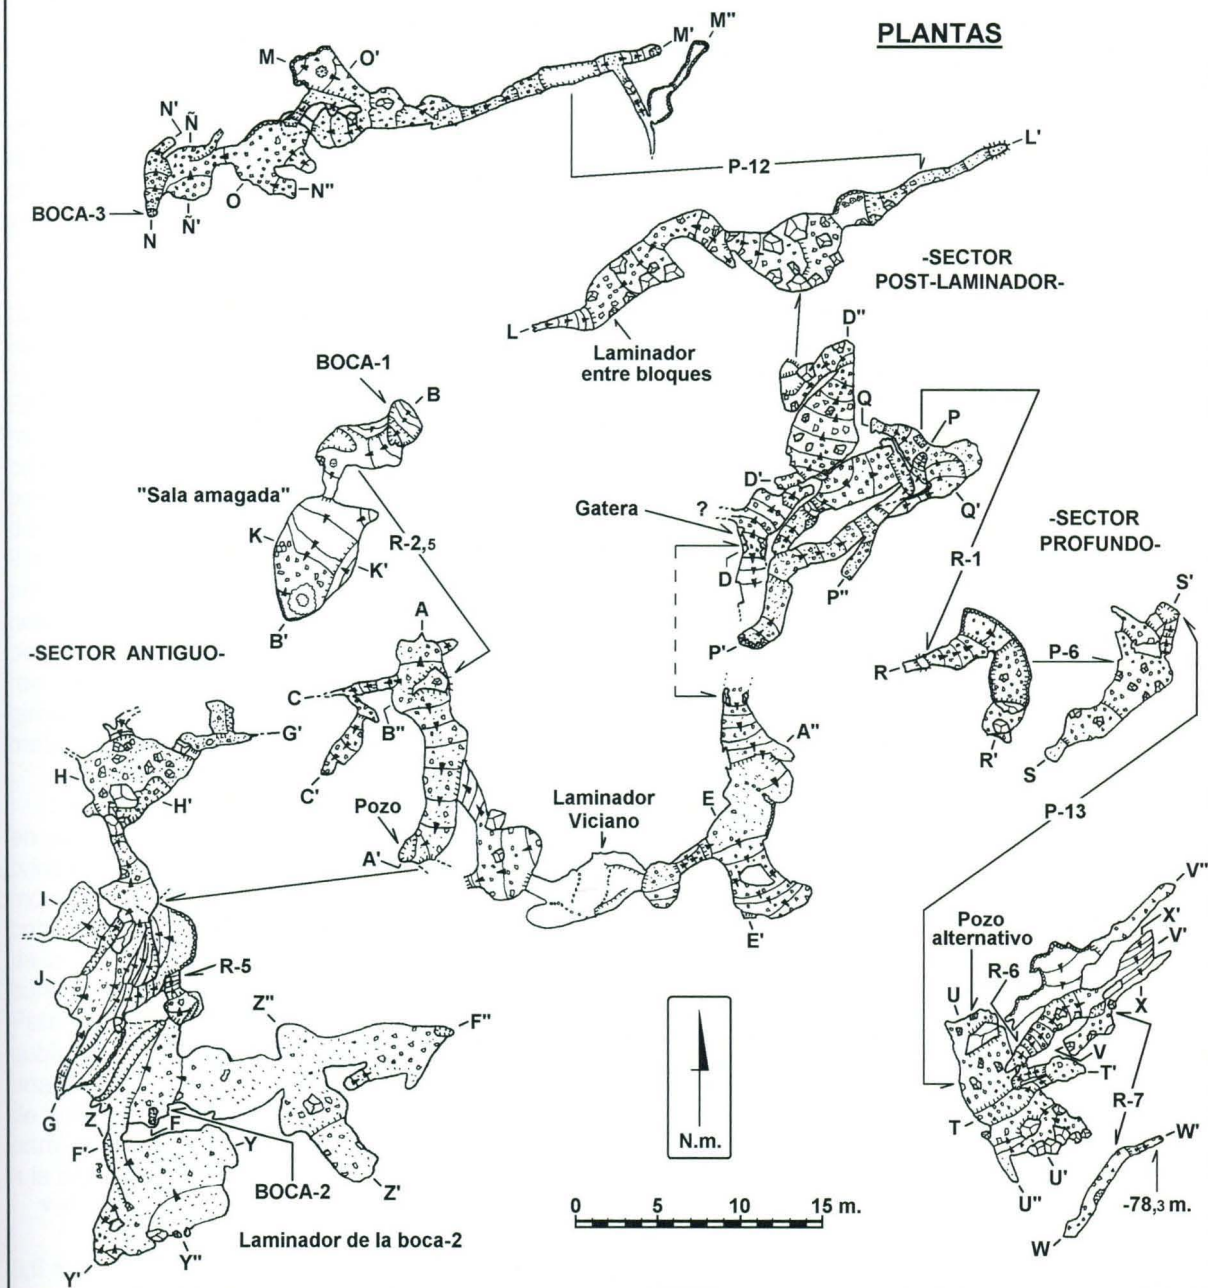 PLANTAS
M
O'
M'
M"
N'
Ñ
P-12
L'
BOCA-3
N
Ñ'
O
N"
-SECTOR
POST-LAMINADOR-
L
Laminador
entre bloques
D"
BOCA-1
B
Q
P
"Sala amagada"
D'
Gatera
?
Q'
K
R-2,5
K'
-SECTOR
PROFUNDO-
D
R-1
P"
B'
A
S'
-SECTOR ANTIGUO-
P'
R
P-6
C
B"
G'
A"
R'
S
H
H'
C'
Pozo
Laminador
Viciano
E
P-13
A'
I
V"
E'
Pozo
alternativo
X'
V'
J
R-5
R-6
U
X
Z"
F"
V
T'
G
Z
F
T
R-7
F'
Y
N.m.
W'
BOCA-2
Z'
U'
U"
-78,3 m.
0 5 10 15 m.
Laminador de la boca-2
Y"
Y'
W